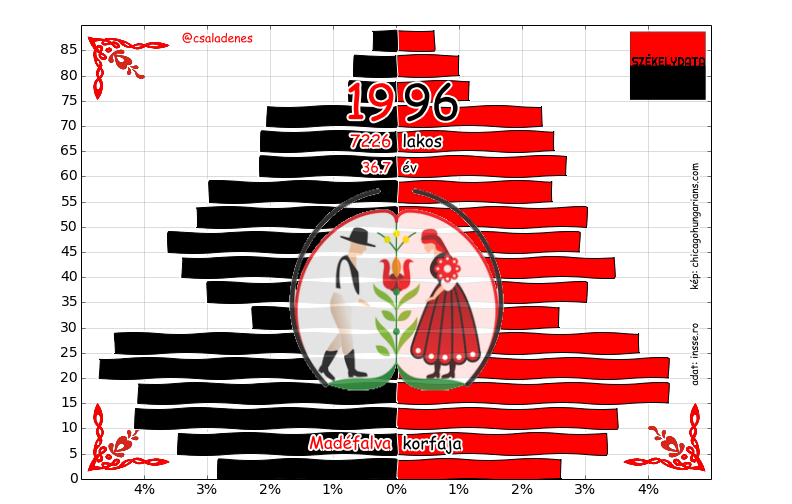 @csaladenes
SZÉKELYDATA
1996
7226 lakos
36.7 év
kép: chicagohungarians.com
adat: insse.ro
Madéfalva korfája
85
80
75
70
65
60
55
50
45
40
35
30
25
20
15
10
5
0
4% 3% 2% 1% 0% 1% 2% 3% 4%